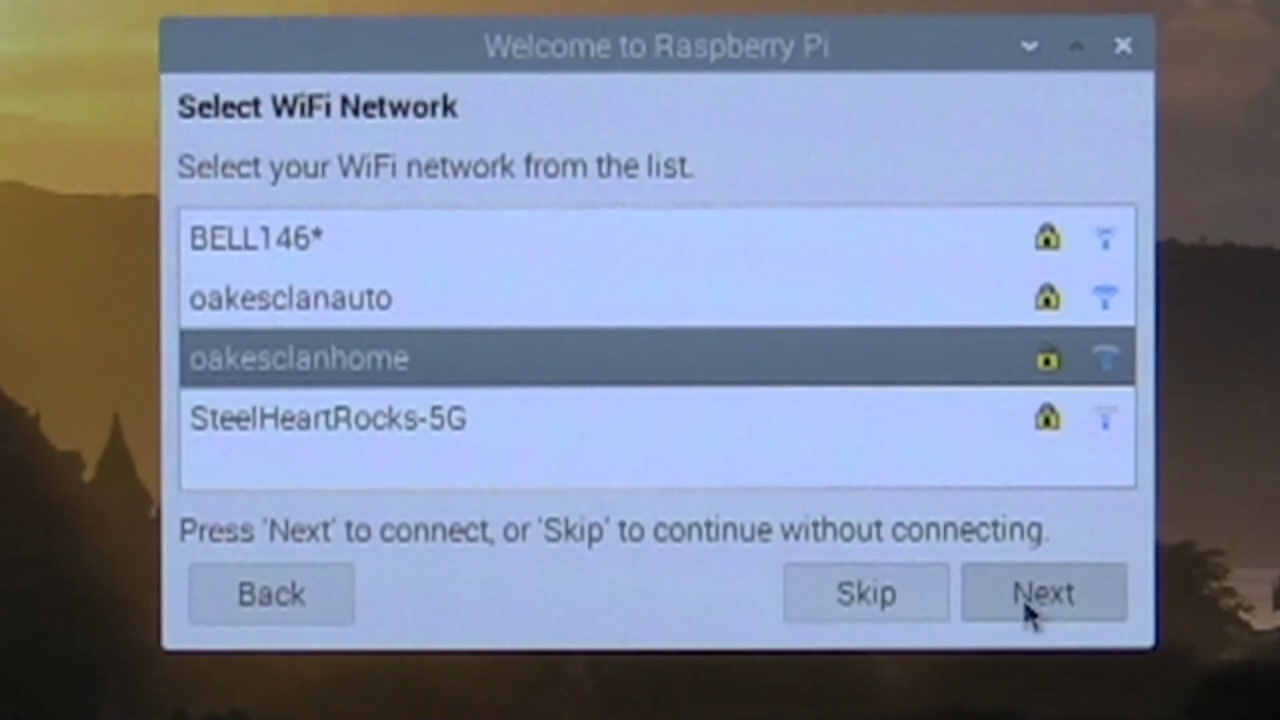 Welcome to Raspberry Pi
Select WiFi Network
Select your WiFi network from the list.
BELL146*
oakesclanauto
oakesclanhome
SteelHeartRocks-5G
Press 'Next' to connect, or 'Skip' to continue without connecting.
Back Skip Next